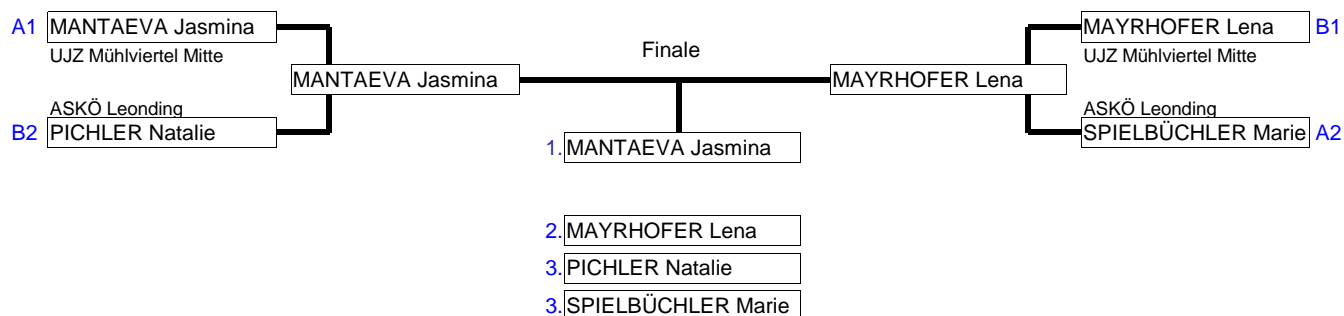 A1 MANTAEVA Jasmina
UJZ Mühlviertel Mitte
MANTAEVA Jasmina
ASKÖ Leonding
B2 PICHLER Natalie
Finale
MAYRHOFER Lena B1
UJZ Mühlviertel Mitte
MAYRHOFER Lena
ASKÖ Leonding
SPIELBÜCHLER Marie A2
1. MANTAEVA Jasmina
2. MAYRHOFER Lena
3. PICHLER Natalie
3. SPIELBÜCHLER Marie